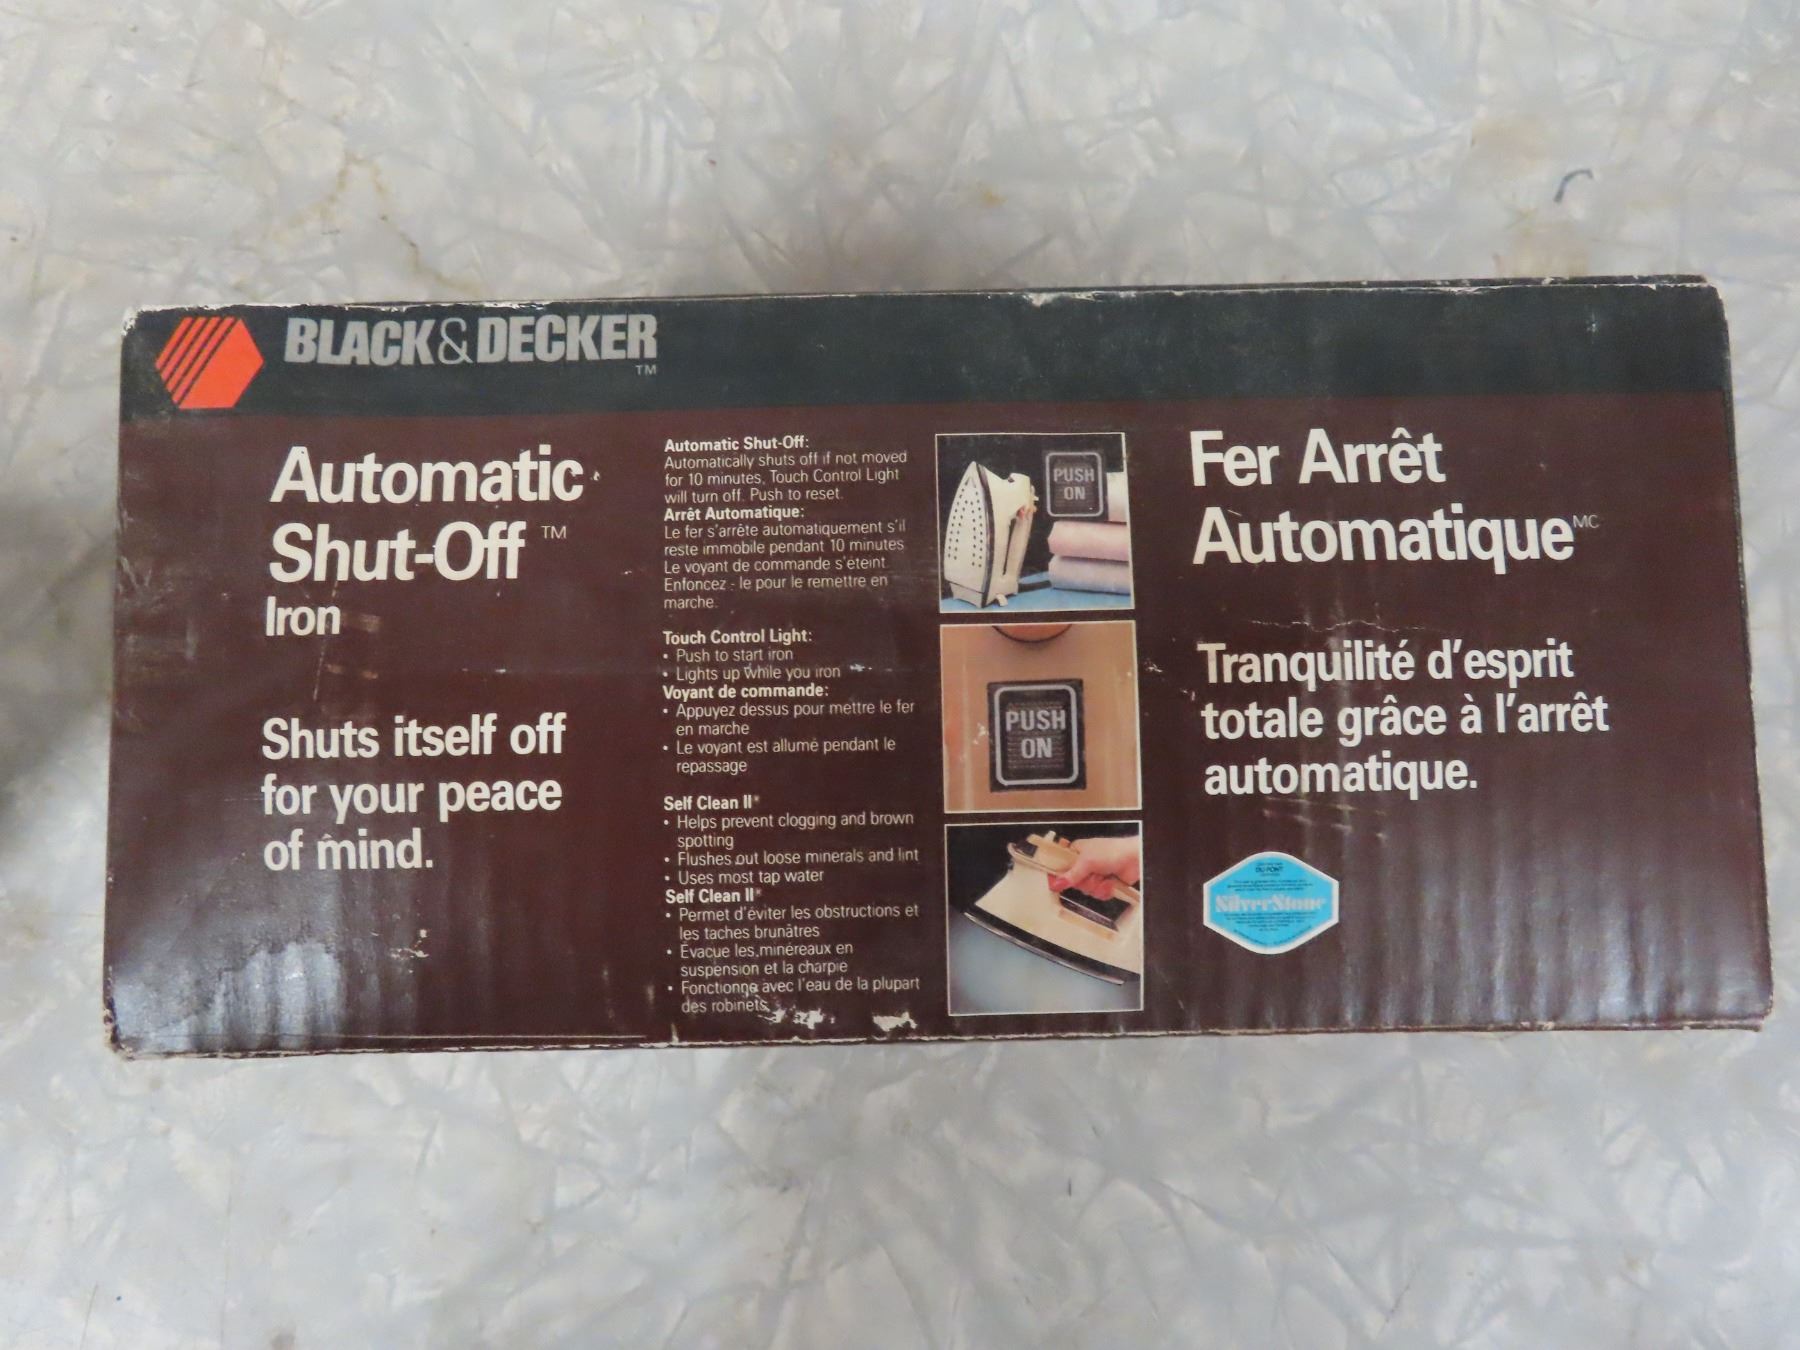 BLACK & DECKER
TM
Automatic
Shut-Off ™
Iron
Shuts itself off
for your peace
of mind.
Automatic Shut-Off:
Automatically shuts off if not moved
for 10 minutes, Touch Control Light
will turn off. Push to reset.
Arrêt Automatique:
Le fer s'arrête automatiquement s'il
reste immobile pendant 10 minutes
Le voyant de commande s'éteint
Enfoncez - le pour le remettre en
marche.
Touch Control Light:
• Push to start iron
• Lights up while you iron
Voyant de commande:
• Appuyez dessus pour mettre le fer
en marche
• Le voyant est allumé pendant le
repassage
Self Clean II*
• Helps prevent clogging and brown
spotting
• Flushes out loose minerals and lint
• Uses most tap water
Self Clean II*
• Permet d'éviter les obstructions et
les taches brunâtres
• Évacue les minéreaux en
suspension et la charpie
• Fonctionne avec l'eau de la plupart
des robinets
PUSH
ON
PUSH
ON
Fer Arrêt
Automatique MC
Tranquilité d'esprit
totale grâce à l'arrêt
automatique.
DU PONT
SilverStone